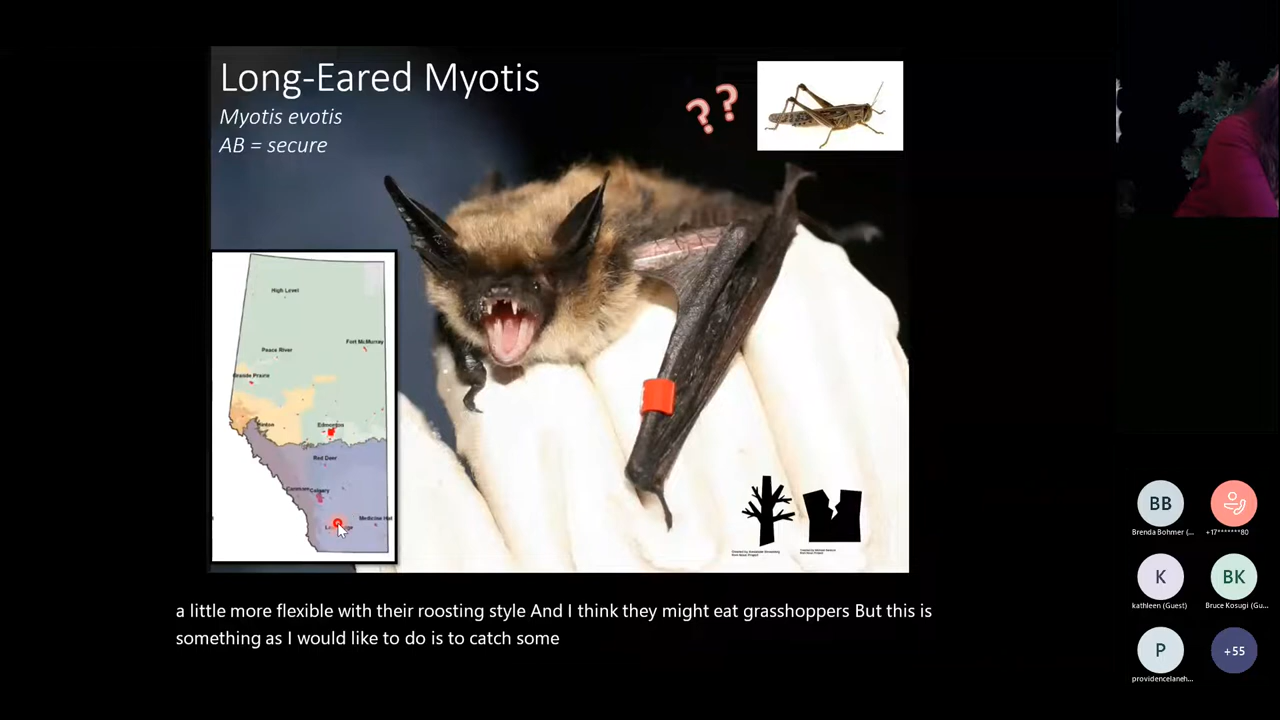 Long-Eared Myotis
Myotis evotis
AB = secure
??
High Level
Fort McMurray
Peace River
Grande Prairie
Hinton
Edmonton
Red Deer
Canmore
Calgary
Medicine Hat
a little more flexible with their roosting style And I think they might eat grasshoppers But this is
something as I would like to do is to catch some
BB
Brenda Bohmer (...
+17*******80
K
kathleen (Guest)
BK
Bruce Kosugi (Gu...
P
providencelaneh...
+55